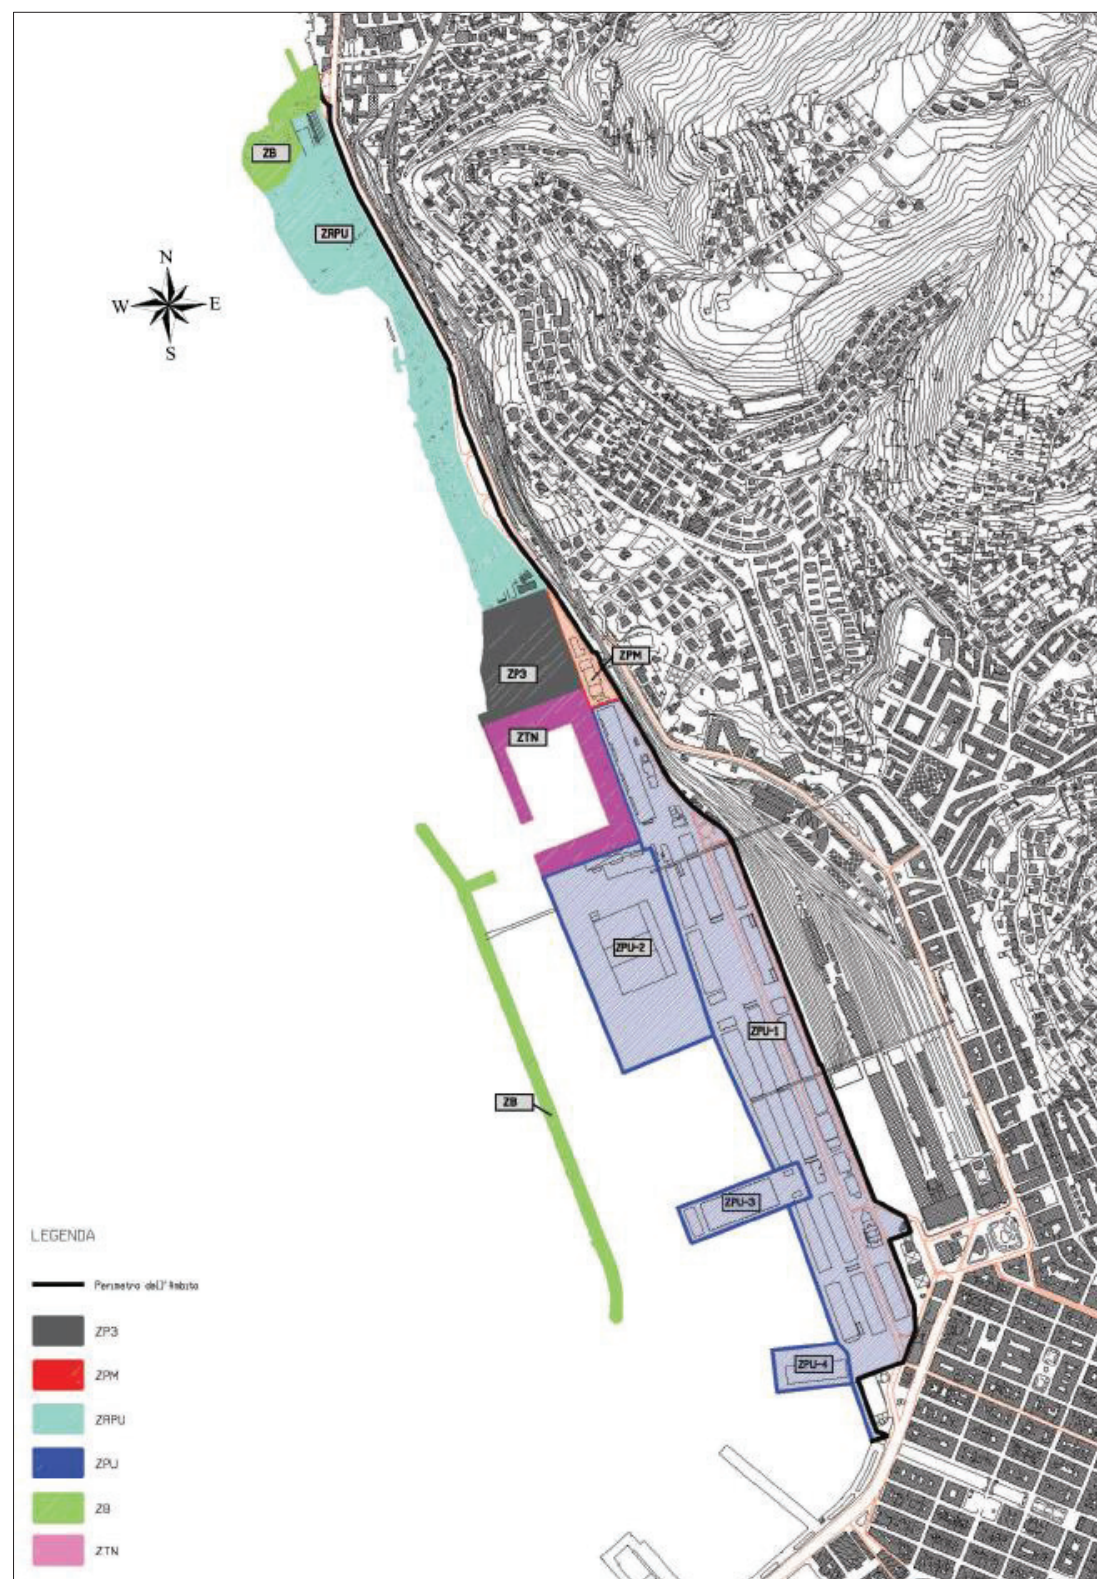 ZB
ZRPU
N
W E
S
ZPM
ZP3
ZTN
ZPU-2
ZPU-1
ZB
ZPU-3
ZPU-4
LEGENDA
Perimetro dell'Ambito
ZP3
ZPM
ZRPU
ZPU
ZB
ZTN